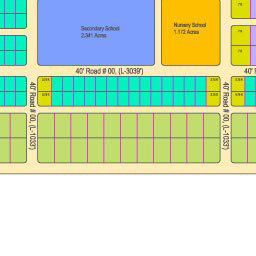 Secondary School
2.341 Acres
Nursery School
1.172 Acres
40' Road # 00, (L-3039')
40' R
40' Road # 00, (L-1033')
40' Road # 00, (L-1033')